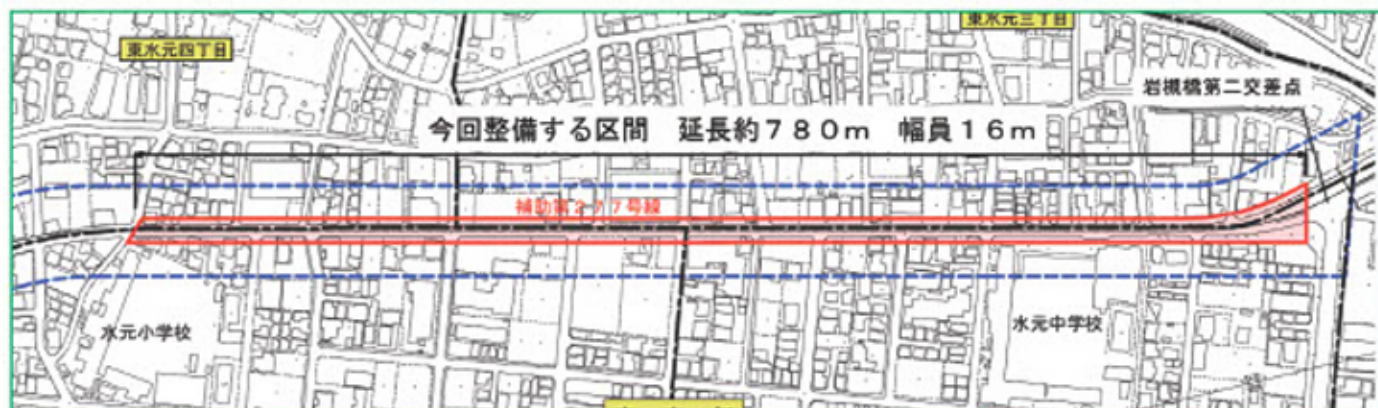 東水元三丁目
東水元四丁目
岩槻橋第二交差点
今回整備する区間　延長約７８０ｍ　幅員１６ｍ
補助第２７７号線
水元小学校
水元中学校